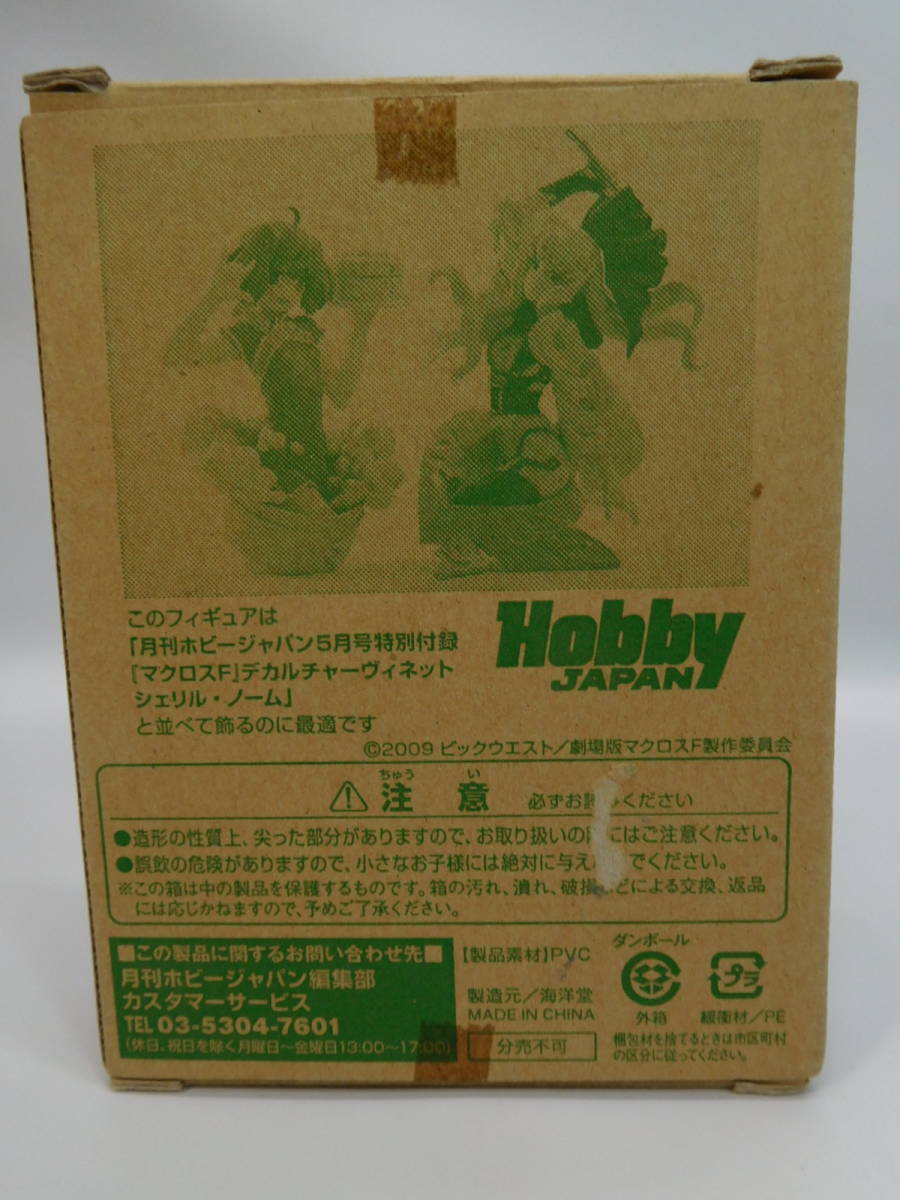 このフィギュアは
「月刊ホビージャパン5月号特別付録
『マクロスF』デカルチャーヴィネット
シェリル・ノーム」
と並べて飾るのに最適です
Hobby
JAPAN
©2009 ビックウエスト/劇場版マクロスF製作委員会
ちゅう い
⚠注 意 必ずお読みください
●造形の性質上、尖った部分がありますので、お取り扱いの際にはご注意ください。
●誤飲の危険がありますので、小さなお子様には絶対に与え でください。
※この箱は中の製品を保護するものです。箱の汚れ、潰れ、破損などによる交換、返品
には応じかねますので、予めご了承ください。
■この製品に関するお問い合わせ先■
月刊ホビージャパン編集部
カスタマーサービス
TEL 03-5304-7601
(休日、祝日を除く月曜日〜金曜日13:00〜17:00)
【製品素材】PVC
製造元/海洋堂
MADE IN CHINA
分売不可
ダンボール
外箱
プラ
緩衝材/PE
梱包材を捨てるときは市区町村
の区分に従ってください。